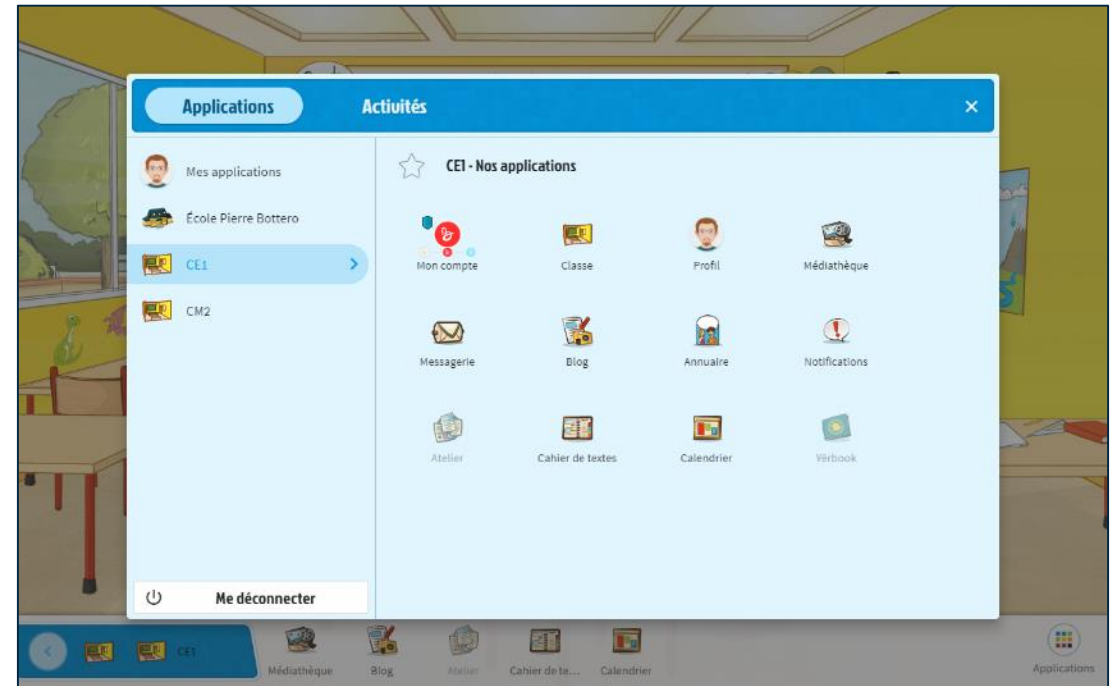 Applications
Activités
×
Mes applications
École Pierre Bottero
CE1
CM2
Me déconnecter
CE1 - Nos applications
Mon compte
Classe
Profil
Médiathèque
Messagerie
Blog
Annuaire
Notifications
Atelier
Cahier de textes
Calendrier
CE1
Médiathèque
Blog
Atelier
Cahier de te...
Calendrier
Applications